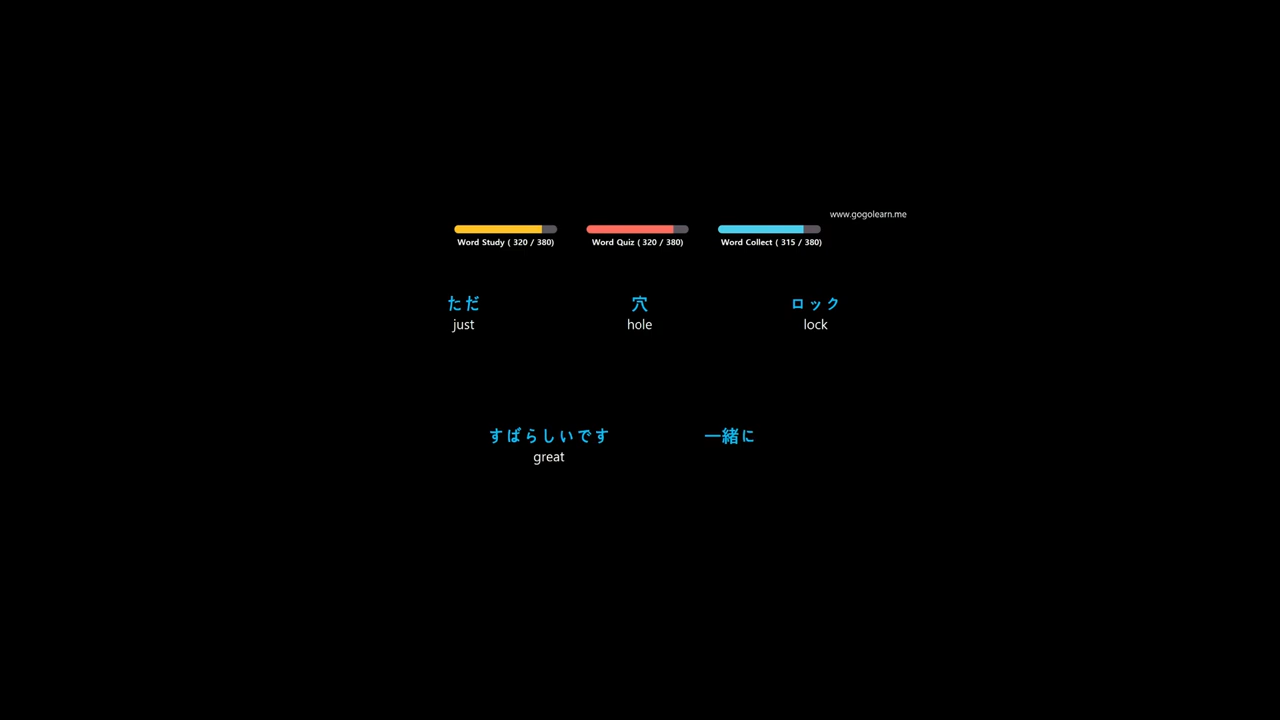 www.gogolearn.me
Word Study ( 320 / 380)
Word Quiz ( 320 / 380)
Word Collect ( 315 / 380)
ただ
just
穴
hole
ロック
lock
すばらしいです
great
一緒に